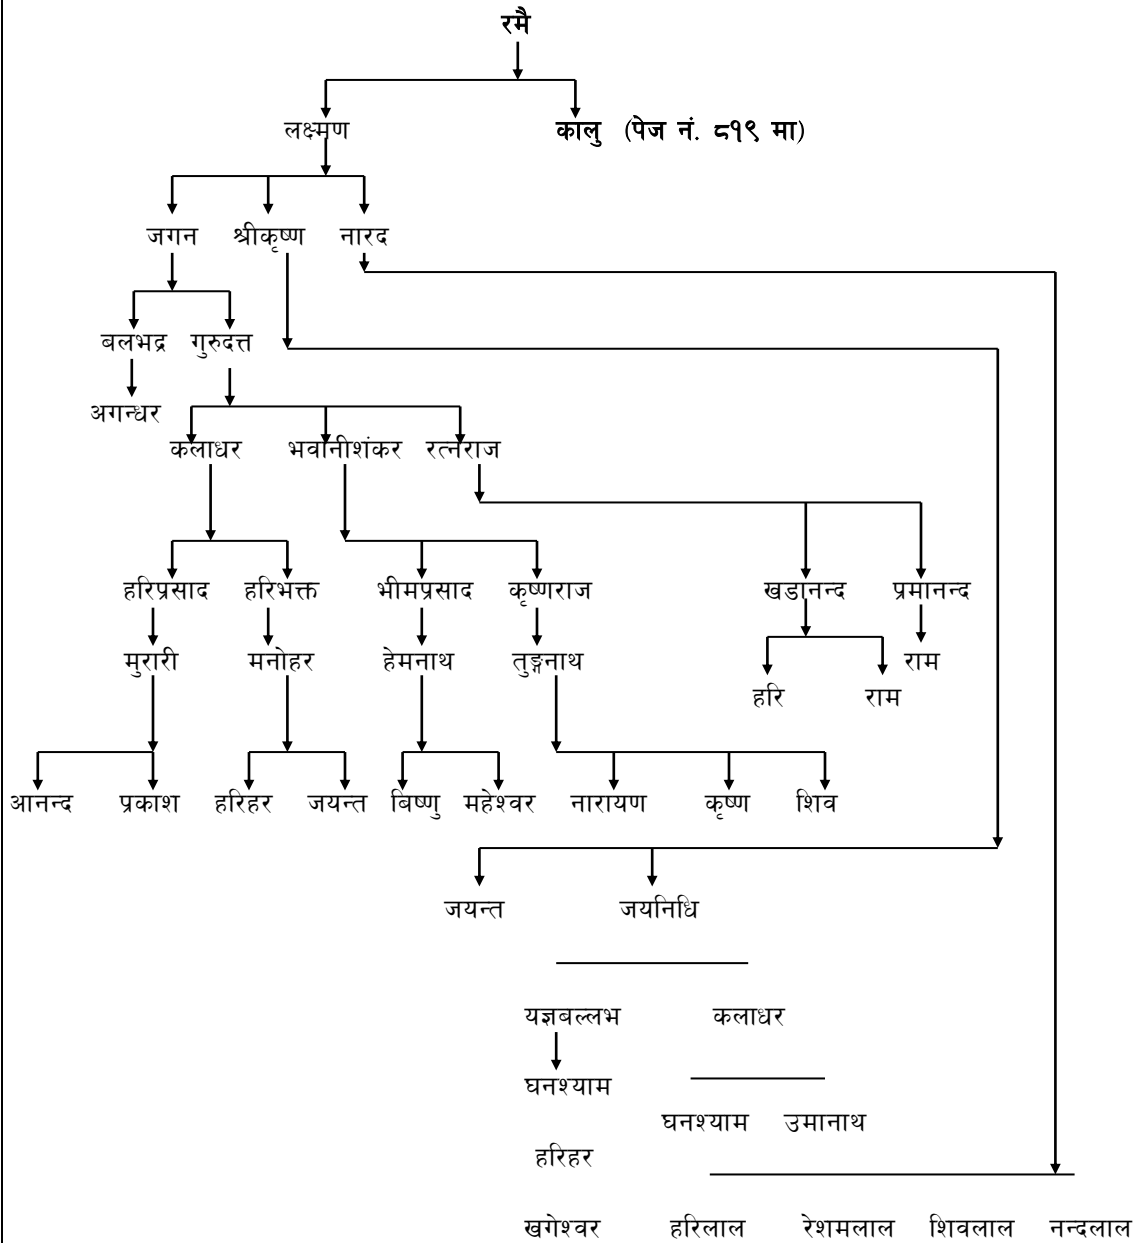 रमै
लक्ष्मण कालु (पेज नं. ८१९ मा)
जगन श्रीकृष्ण नारद
बलभद्र गुरुदत्त
अगन्धर
कलाधर भवानीशंकर रत्नराज
हरिप्रसाद हरिभक्त भीमप्रसाद कृष्णराज खडानन्द प्रमानन्द
मुरारी मनोहर हेमनाथ तुङ्गनाथ राम
हरि राम
आनन्द प्रकाश हरिहर जयन्त बिष्णु महेश्वर नारायण कृष्ण शिव
जयन्त जयनिधि
यज्ञबल्लभ कलाधर
घनश्याम
घनश्याम उमानाथ
हरिहर
खगेश्वर हरिलाल रेशमलाल शिवलाल नन्दलाल